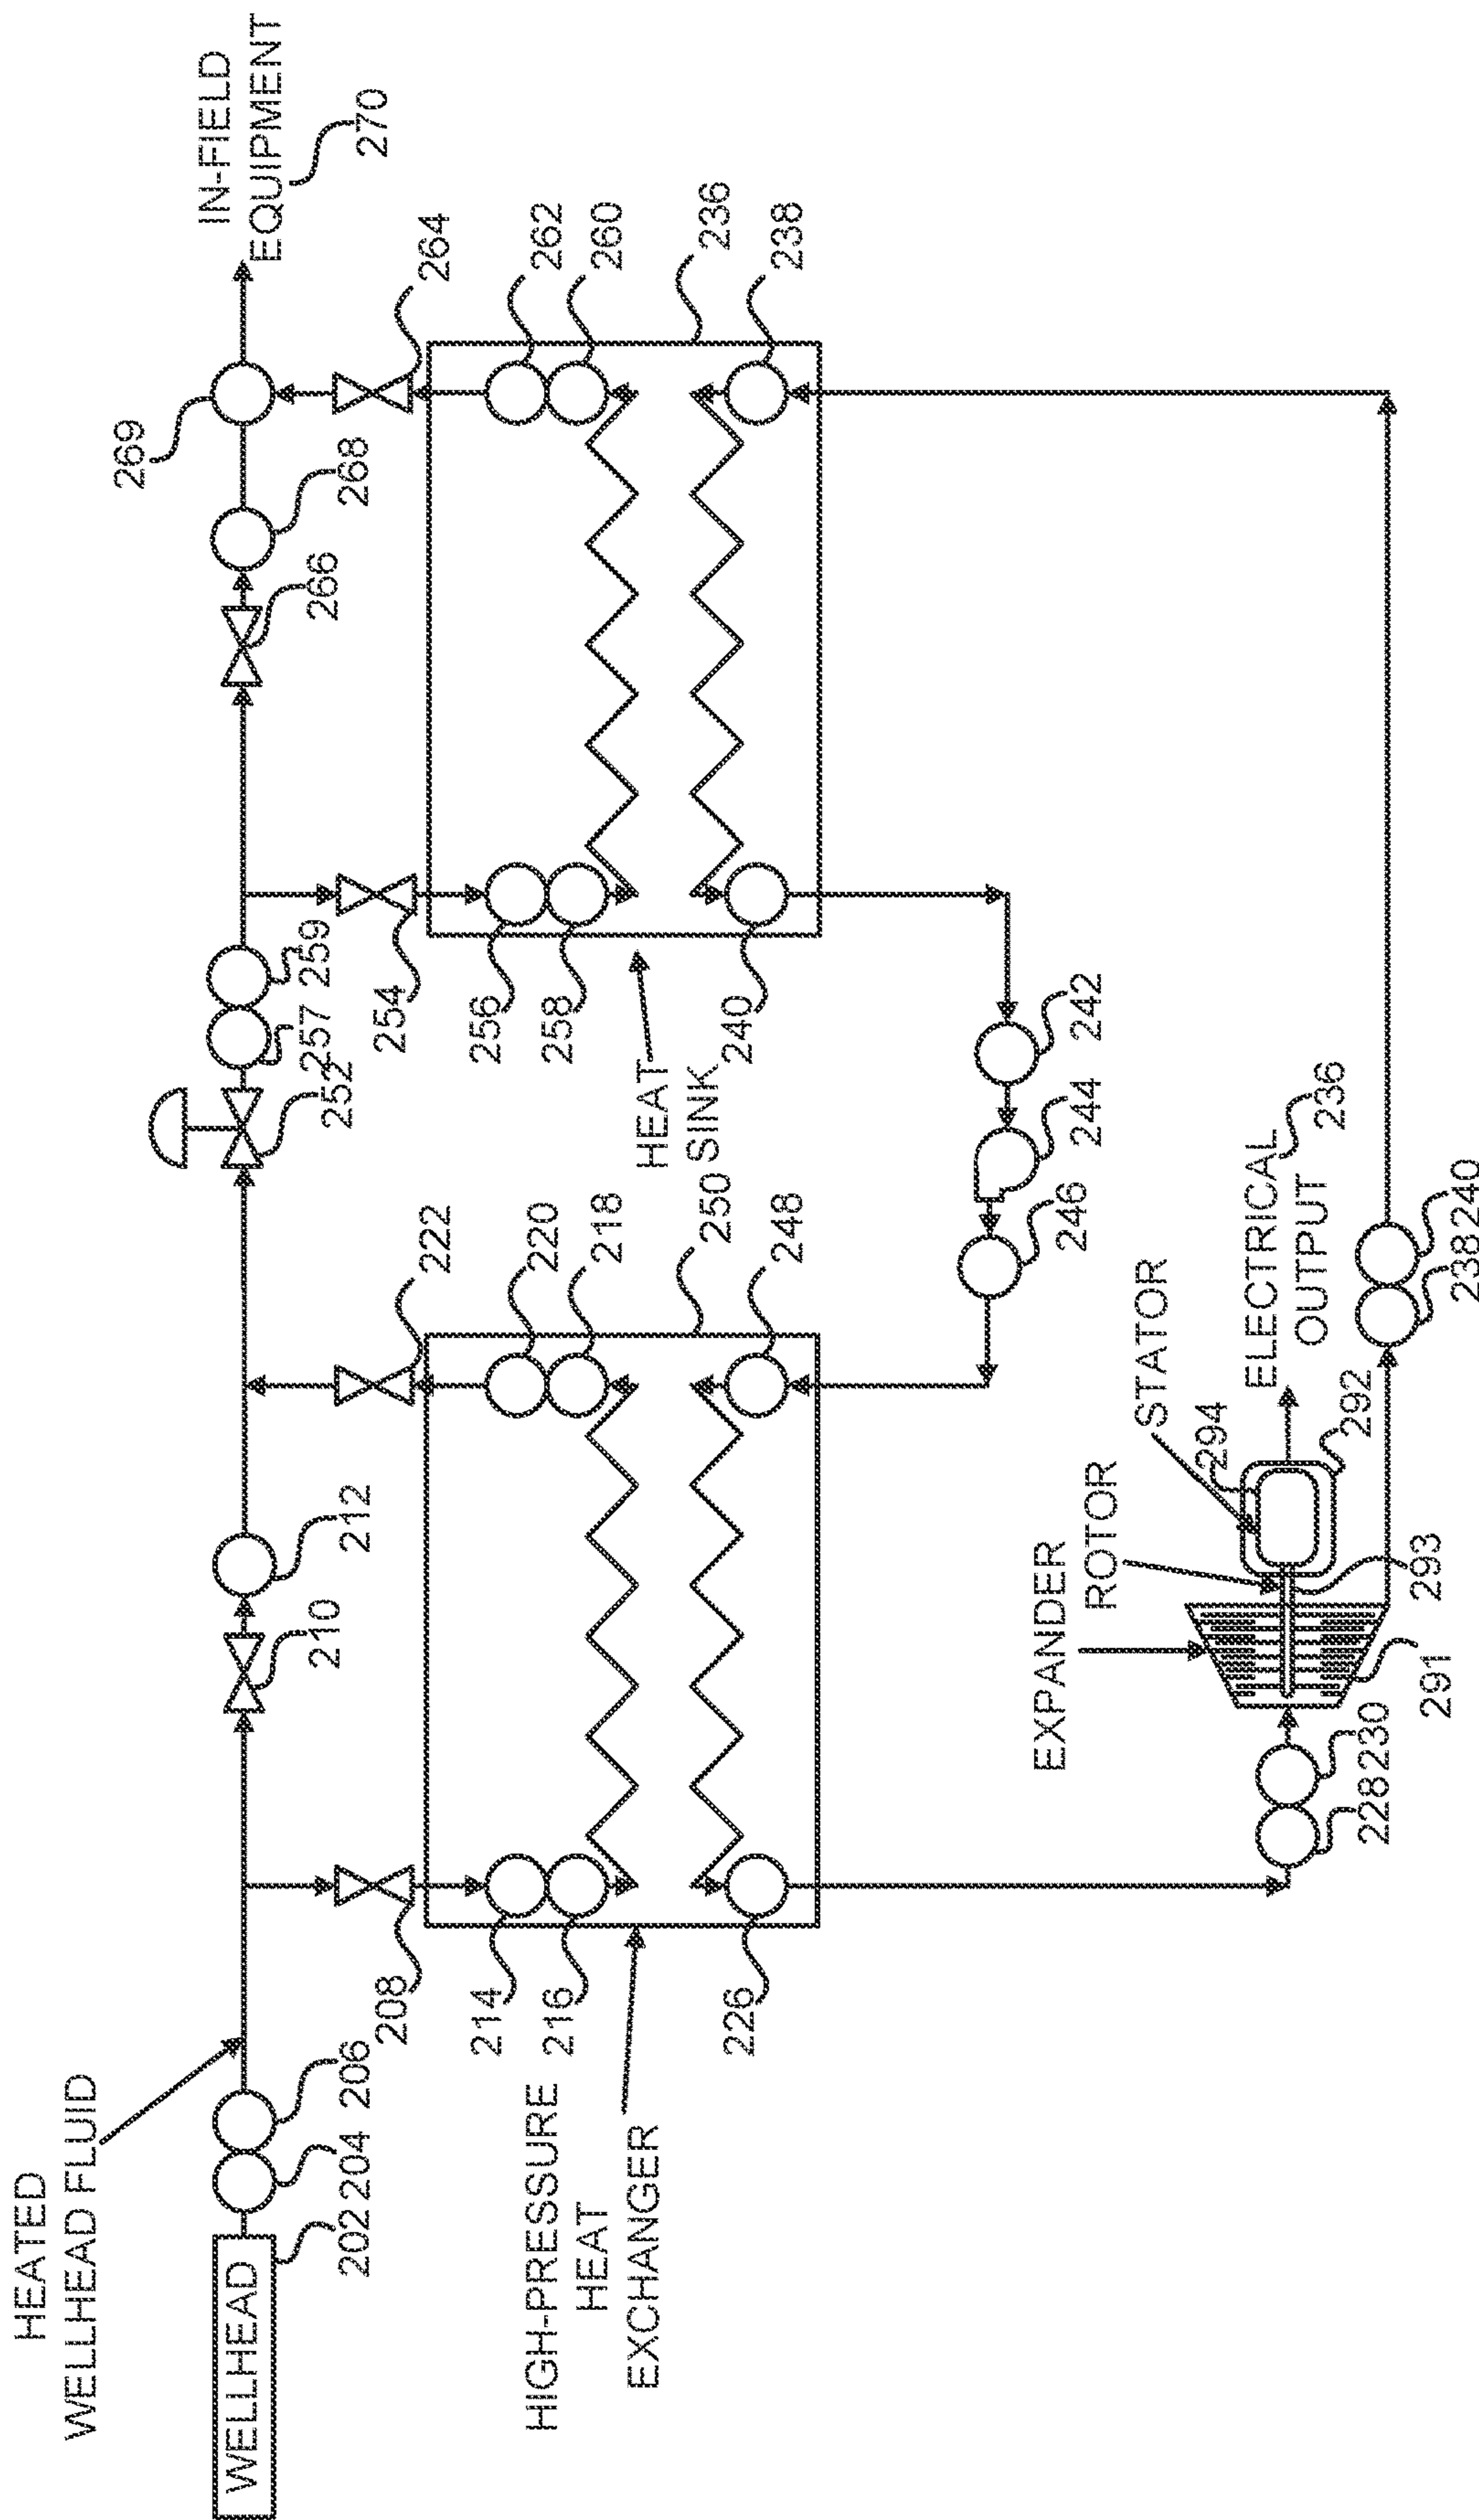 HEATED
WELLHEAD FLUID
WELLHEAD
202
204
206
208
210
212
214
216
218
220
222
226
HIGH-PRESSURE
HEAT
EXCHANGER
248
250
252
257
259
254
256
258
240
HEAT
SINK
242
244
246
266
268
269
264
262
260
236
238
IN-FIELD
EQUIPMENT
270
228
230
EXPANDER
ROTOR
STATOR
291
293
294
292
ELECTRICAL
OUTPUT
236
238
240